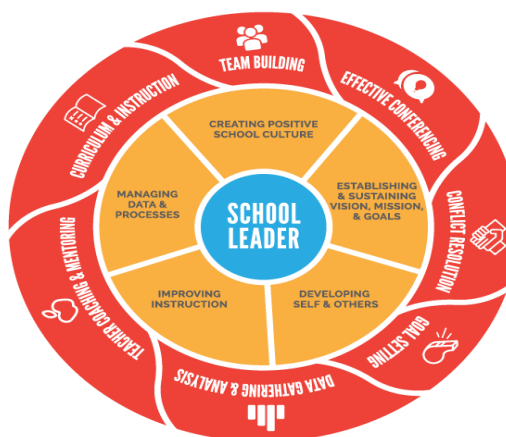 TEAM BUILDING
EFFECTIVE CONFERENCING
CONFLICT RESOLUTION
GOAL SETTING
DATA GATHERING & ANALYSIS
TEACHER COACHING & MENTORING
CURRICULUM & INSTRUCTION
CREATING POSITIVE
SCHOOL CULTURE
ESTABLISHING
& SUSTAINING
VISION, MISSION,
& GOALS
DEVELOPING
SELF & OTHERS
IMPROVING
INSTRUCTION
MANAGING
DATA &
PROCESSES
SCHOOL
LEADER